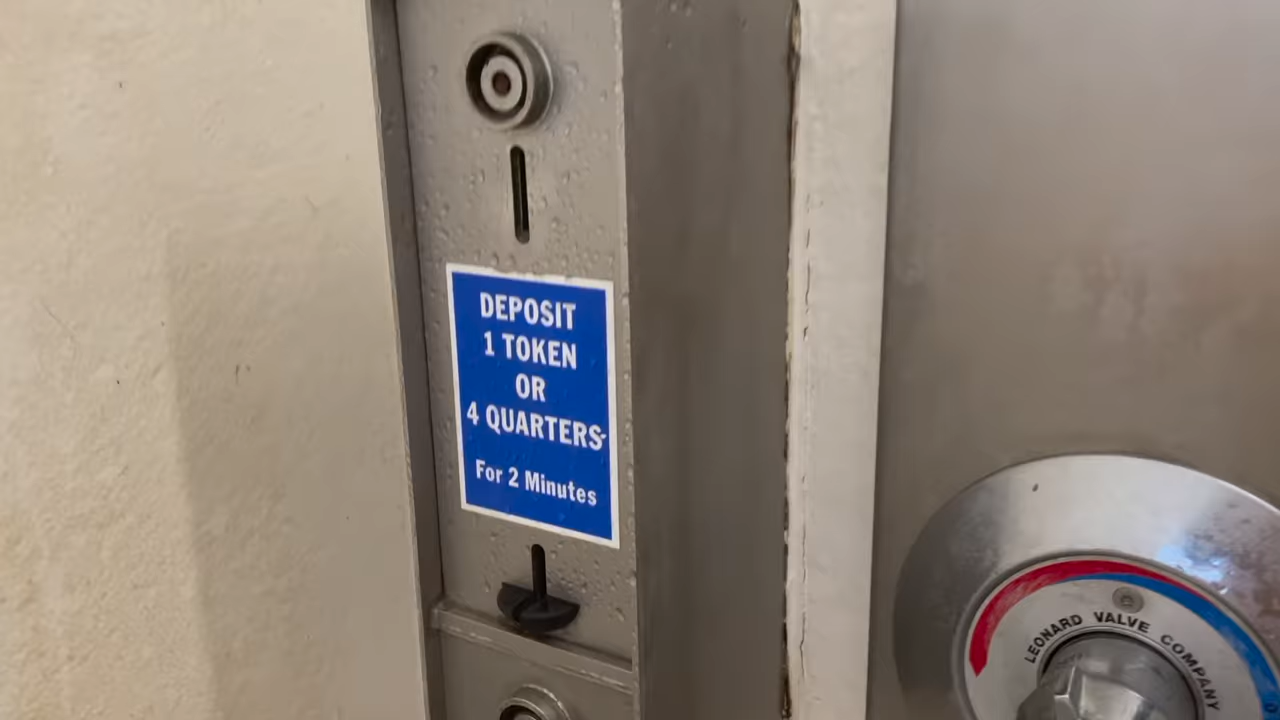 DEPOSIT
1 TOKEN
OR
4 QUARTERS
For 2 Minutes
LEONARD VALVE COMPANY